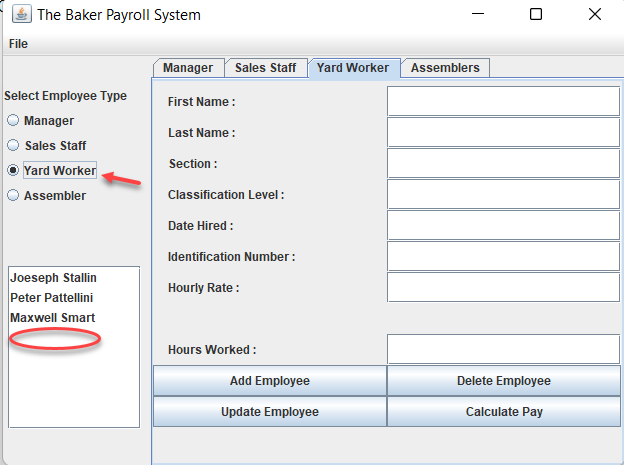 The Baker Payroll System
File
Manager Sales Staff Yard Worker Assemblers
Select Employee Type
Manager
Sales Staff
Yard Worker
Assembler
Joeseph Stallin
Peter Pattellini
Maxwell Smart
First Name :
Last Name :
Section :
Classification Level :
Date Hired :
Identification Number :
Hourly Rate :
Hours Worked :
Add Employee Delete Employee
Update Employee Calculate Pay